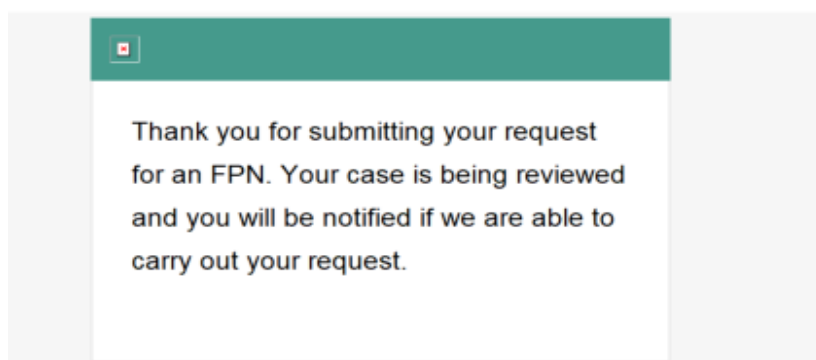 Thank you for submitting your request
for an FPN. Your case is being reviewed
and you will be notified if we are able to
carry out your request.